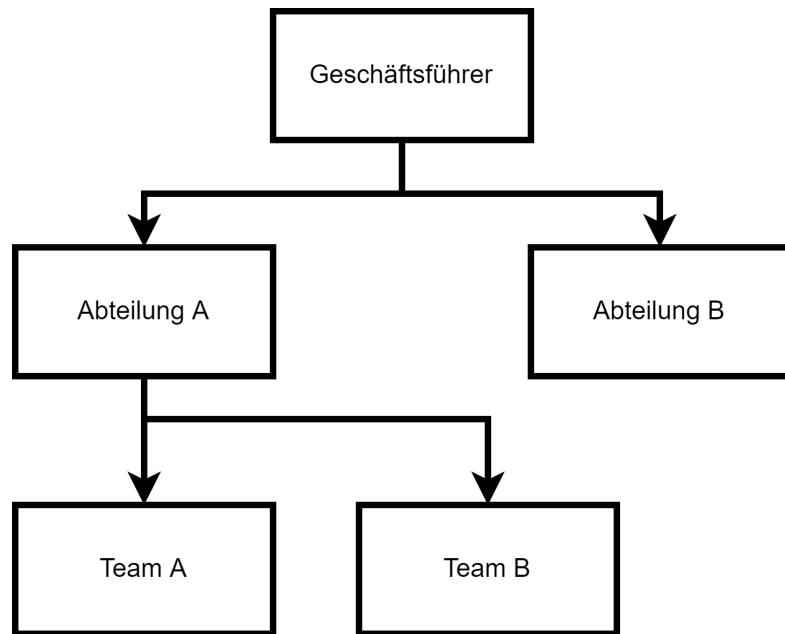 Geschäftsführer
Abteilung A
Abteilung B
Team A
Team B